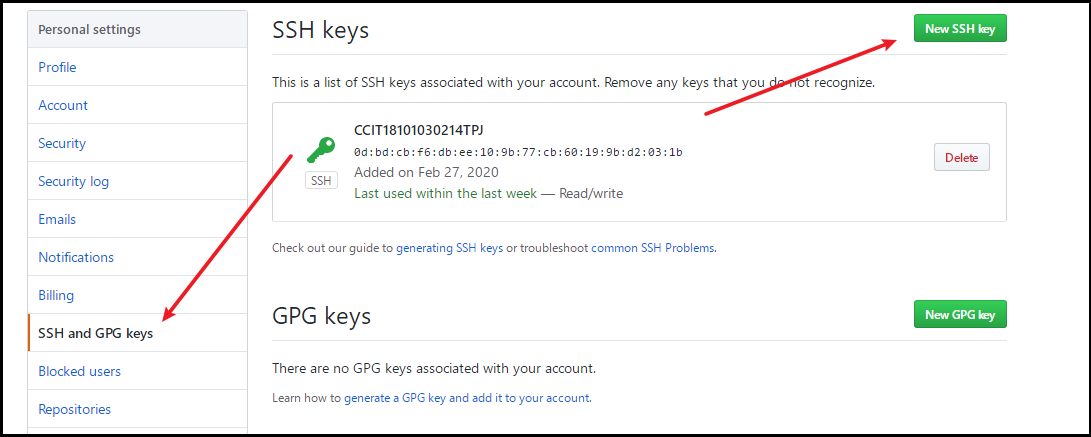 Personal settings
Profile
Account
Security
Security log
Emails
Notifications
Billing
SSH and GPG keys
Blocked users
Repositories
SSH keys
New SSH key
This is a list of SSH keys associated with your account. Remove any keys that you do not recognize.
CCIT18101030214TPJ
0d:bd:cb:f6:db:ee:10:9b:77:cb:60:19:9b:d2:03:1b
SSH
Added on Feb 27, 2020
Last used within the last week — Read/write
Delete
Check out our guide to generating SSH keys or troubleshoot common SSH Problems.
GPG keys
New GPG key
There are no GPG keys associated with your account.
Learn how to generate a GPG key and add it to your account.